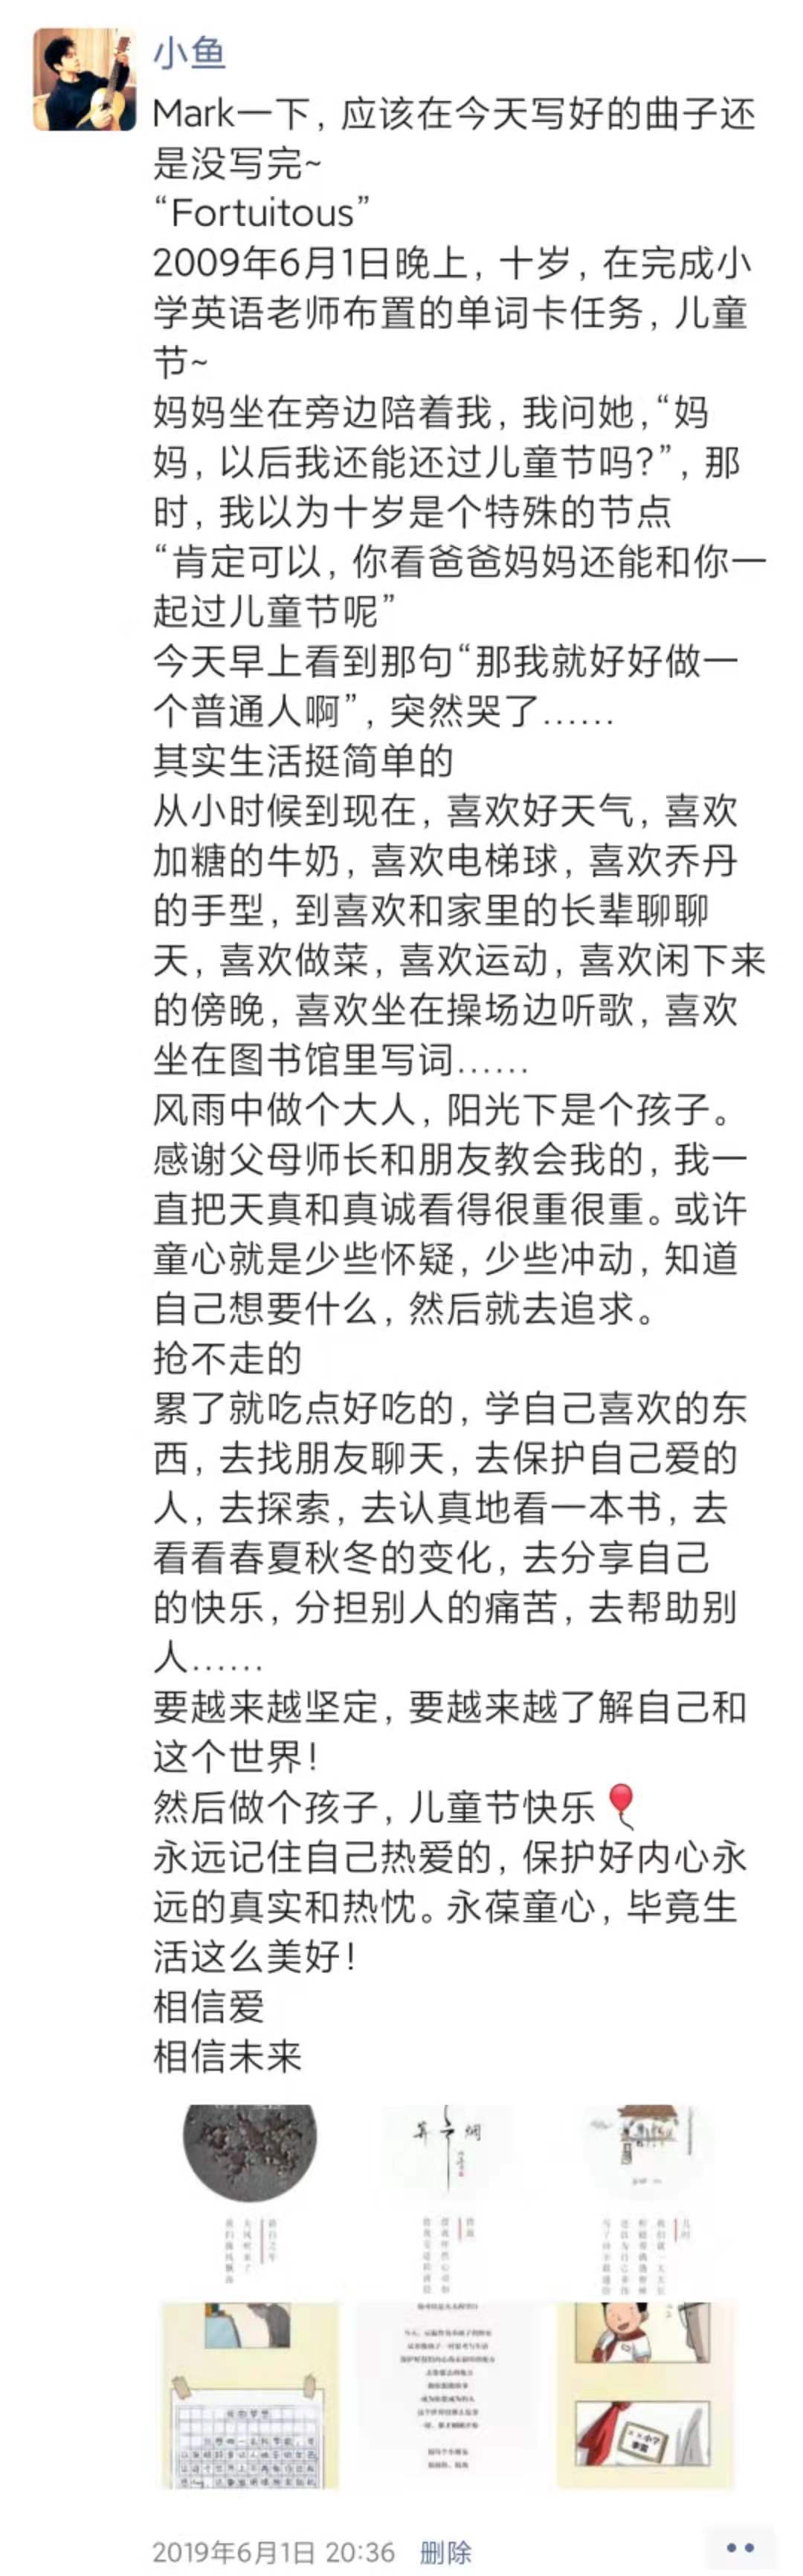 小鱼
Mark一下，应该在今天写好的曲子还
是没写完~
“Fortuitous”
2009年6月1日晚上，十岁，在完成小
学英语老师布置的单词卡任务，儿童
节~
妈妈坐在旁边陪着我，我问她，“妈
妈，以后我还能还过儿童节吗？”，那
时，我以为十岁是个特殊的节点
“肯定可以，你看爸爸妈妈还能和你一
起过儿童节呢”
今天早上看到那句“那我就好好做一
个普通人啊”，突然哭了……
其实生活挺简单的
从小时候到现在，喜欢好天气，喜欢
加糖的牛奶，喜欢电梯球，喜欢乔丹
的手型，到喜欢和家里的长辈聊聊
天，喜欢做菜，喜欢运动，喜欢闲下来
的傍晚，喜欢坐在操场边听歌，喜欢
坐在图书馆里写词……
风雨中做个大人，阳光下是个孩子。
感谢父母师长和朋友教会我的，我一
直把天真和真诚看得很重很重。或许
童心就是少些怀疑，少些冲动，知道
自己想要什么，然后就去追求。
抢不走的
累了就吃点好吃的，学自己喜欢的东
西，去找朋友聊天，去保护自己爱的
人，去探索，去认真地看一本书，去
看看春夏秋冬的变化，去分享自己
的快乐，分担别人的痛苦，去帮助别
人……
要越来越坚定，要越来越了解自己和
这个世界！
然后做个孩子，儿童节快乐🎈
永远记住自己热爱的，保护好内心永
远的真实和热忱。永葆童心，毕竟生
活这么美好！
相信爱
相信未来
2019年6月1日 20:36 删除